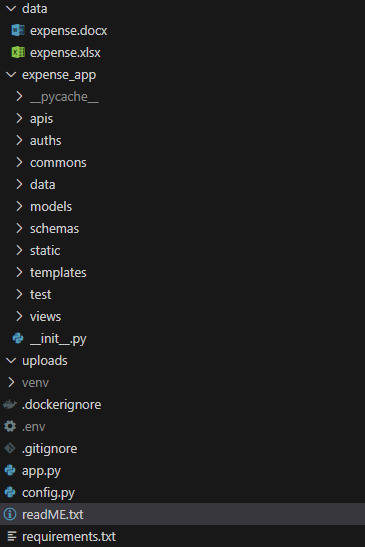 data
expense.docx
expense.xlsx
expense_app
__pycache__
apis
auths
commons
data
models
schemas
static
templates
test
views
__init__.py
uploads
venv
.dockerignore
.env
.gitignore
app.py
config.py
readME.txt
requirements.txt